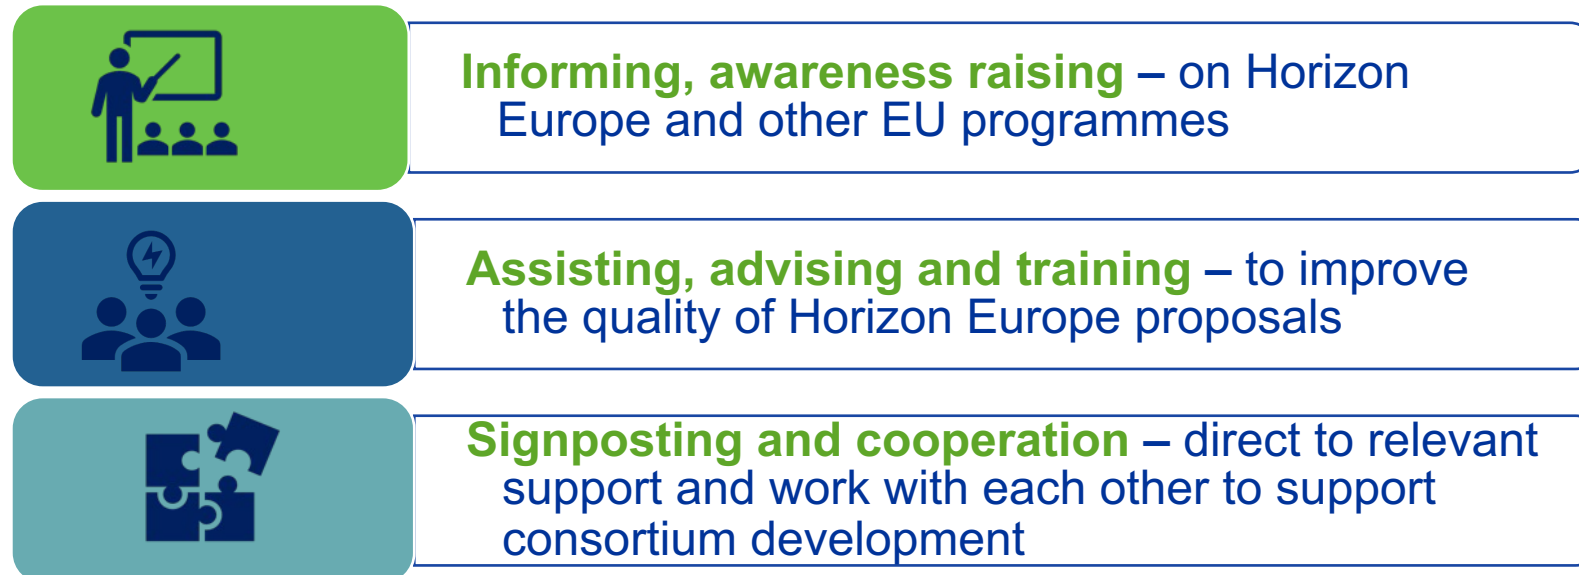 Informing, awareness raising – on Horizon
Europe and other EU programmes
Assisting, advising and training – to improve
the quality of Horizon Europe proposals
Signposting and cooperation – direct to relevant
support and work with each other to support
consortium development